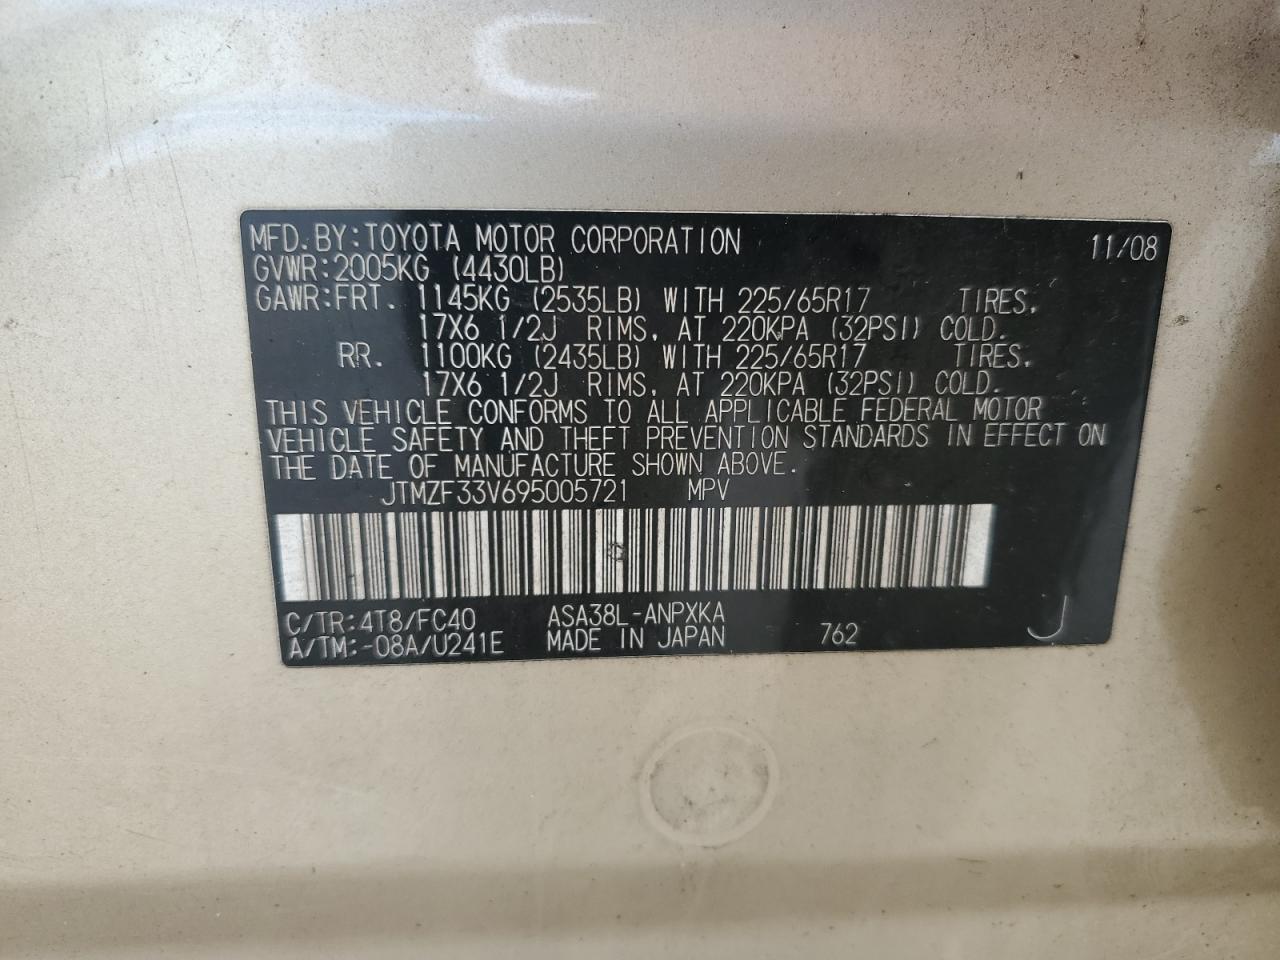 MFD.BY:TOYOTA MOTOR CORPORATION 11/08
GVWR:2005KG (4430LB)
GAWR:FRT. 1145KG (2535LB) WITH 225/65R17 TIRES,
17X6 1/2J RIMS, AT 220KPA (32PSI) COLD.
RR. 1100KG (2435LB) WITH 225/65R17 TIRES,
17X6 1/2J RIMS, AT 220KPA (32PSI) COLD.
THIS VEHICLE CONFORMS TO ALL APPLICABLE FEDERAL MOTOR
VEHICLE SAFETY AND THEFT PREVENTION STANDARDS IN EFFECT ON
THE DATE OF MANUFACTURE SHOWN ABOVE.
JTMZF33V695005721 MPV
C/TR:4T8/FC40 ASA38L-ANPXKA
A/TM:-08A/U241E MADE IN JAPAN 762 J